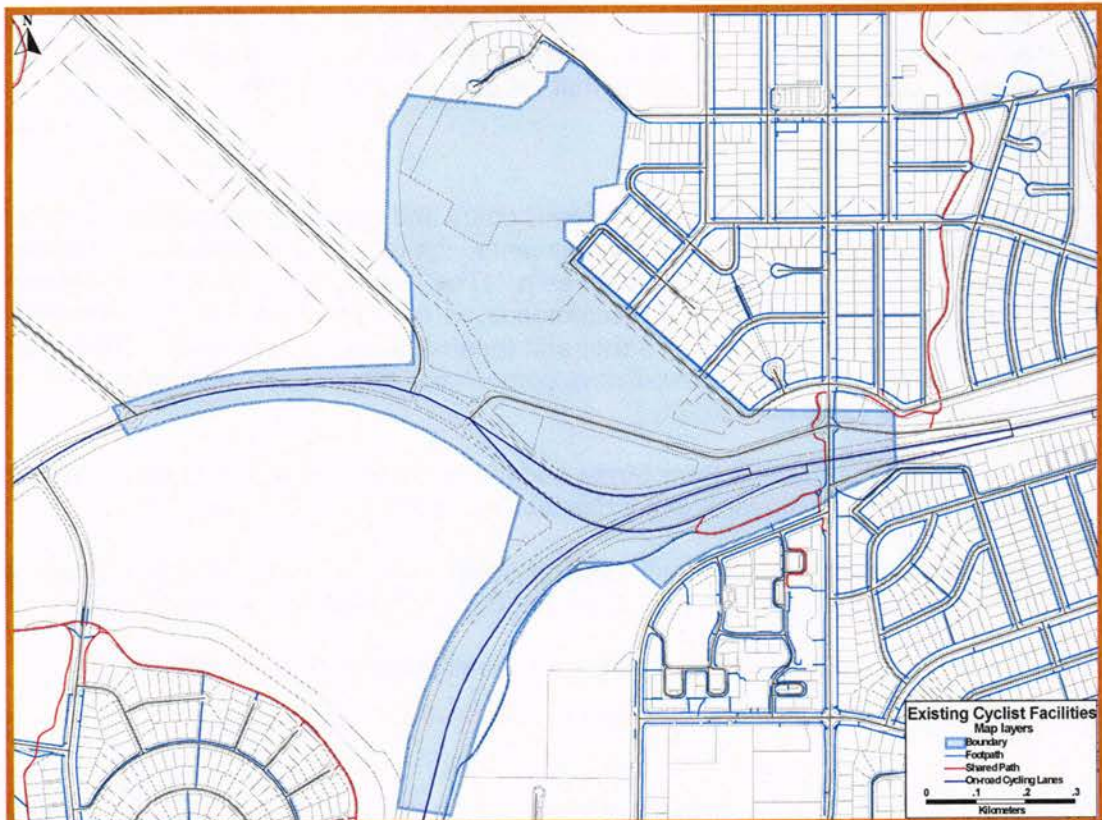 N
Existing Cyclist Facilities
Map layers
Boundary
Footpath
Shared Path
On-road Cycling Lanes
0 .1 .2 .3
Kilometers